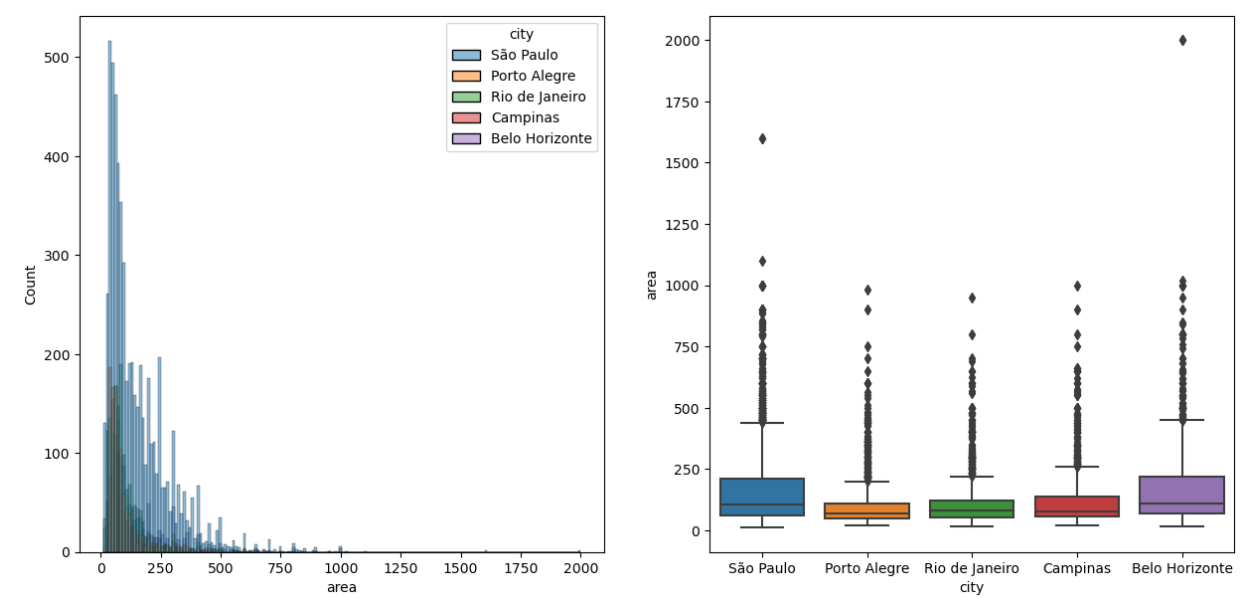 city
São Paulo
Porto Alegre
Rio de Janeiro
Campinas
Belo Horizonte
500
400
300
200
100
0
Count
0 250 500 750 1000 1250 1500 1750 2000
area
2000
1750
1500
1250
1000
750
500
250
0
area
São Paulo Porto Alegre Rio de Janeiro Campinas Belo Horizonte
city